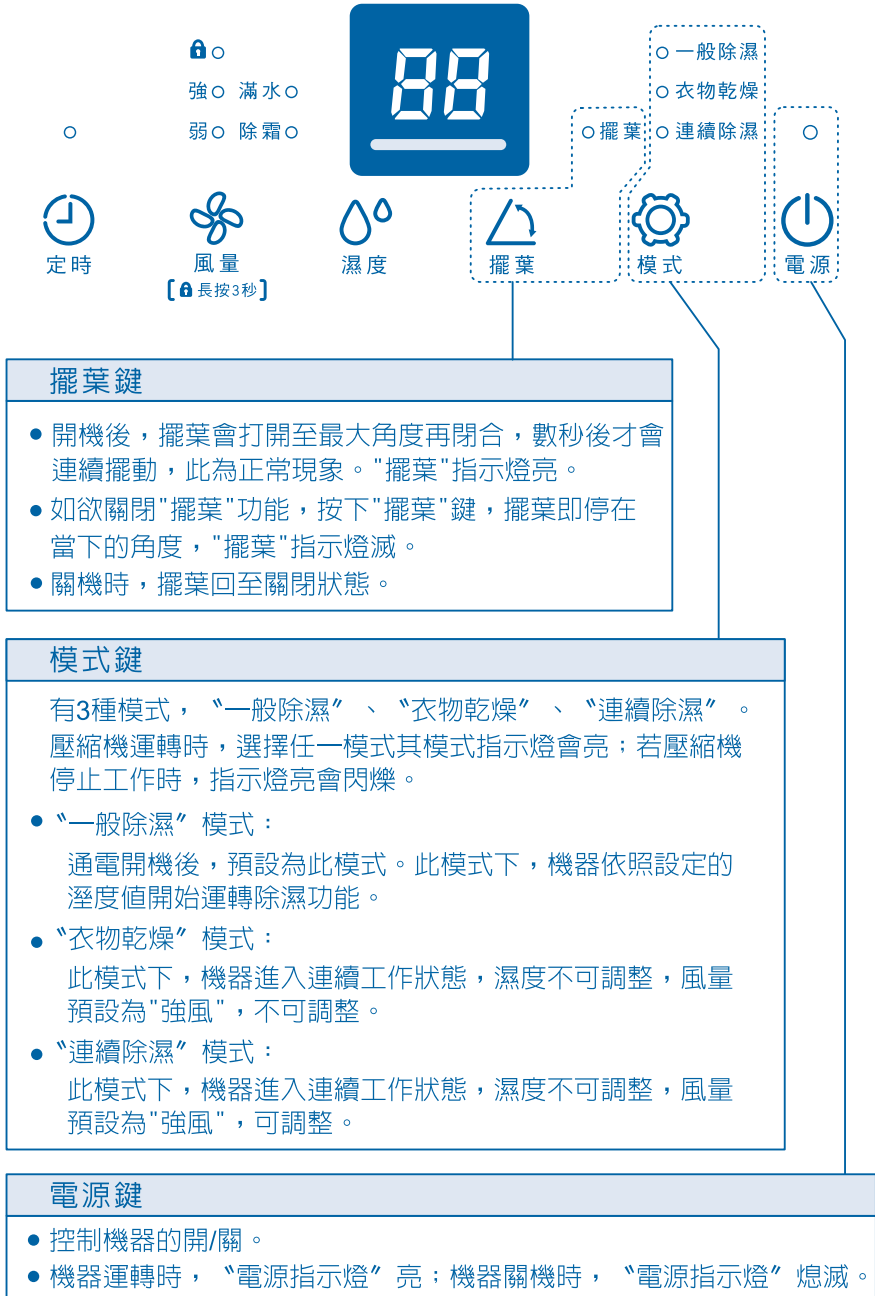 88
一般除濕
強 滿水
衣物乾燥
弱 除霜
擺葉 連續除濕
定時 風量 濕度 擺葉 模式 電源
【長按3秒】
擺葉鍵
● 開機後，擺葉會打開至最大角度再閉合，數秒後才會
連續擺動，此為正常現象。"擺葉"指示燈亮。
● 如欲關閉"擺葉"功能，按下"擺葉"鍵，擺葉即停在
當下的角度，"擺葉"指示燈滅。
● 關機時，擺葉回至關閉狀態。
模式鍵
有3種模式，〝一般除濕〞、〝衣物乾燥〞、〝連續除濕〞。
壓縮機運轉時，選擇任一模式其模式指示燈會亮；若壓縮機
停止工作時，指示燈亮會閃爍。
● 〝一般除濕〞模式：
通電開機後，預設為此模式。此模式下，機器依照設定的
溼度值開始運轉除濕功能。
● 〝衣物乾燥〞模式：
此模式下，機器進入連續工作狀態，濕度不可調整，風量
預設為"強風"，不可調整。
● 〝連續除濕〞模式：
此模式下，機器進入連續工作狀態，濕度不可調整，風量
預設為"強風"，可調整。
電源鍵
● 控制機器的開/關。
● 機器運轉時，〝電源指示燈〞亮；機器關機時，〝電源指示燈〞熄滅。